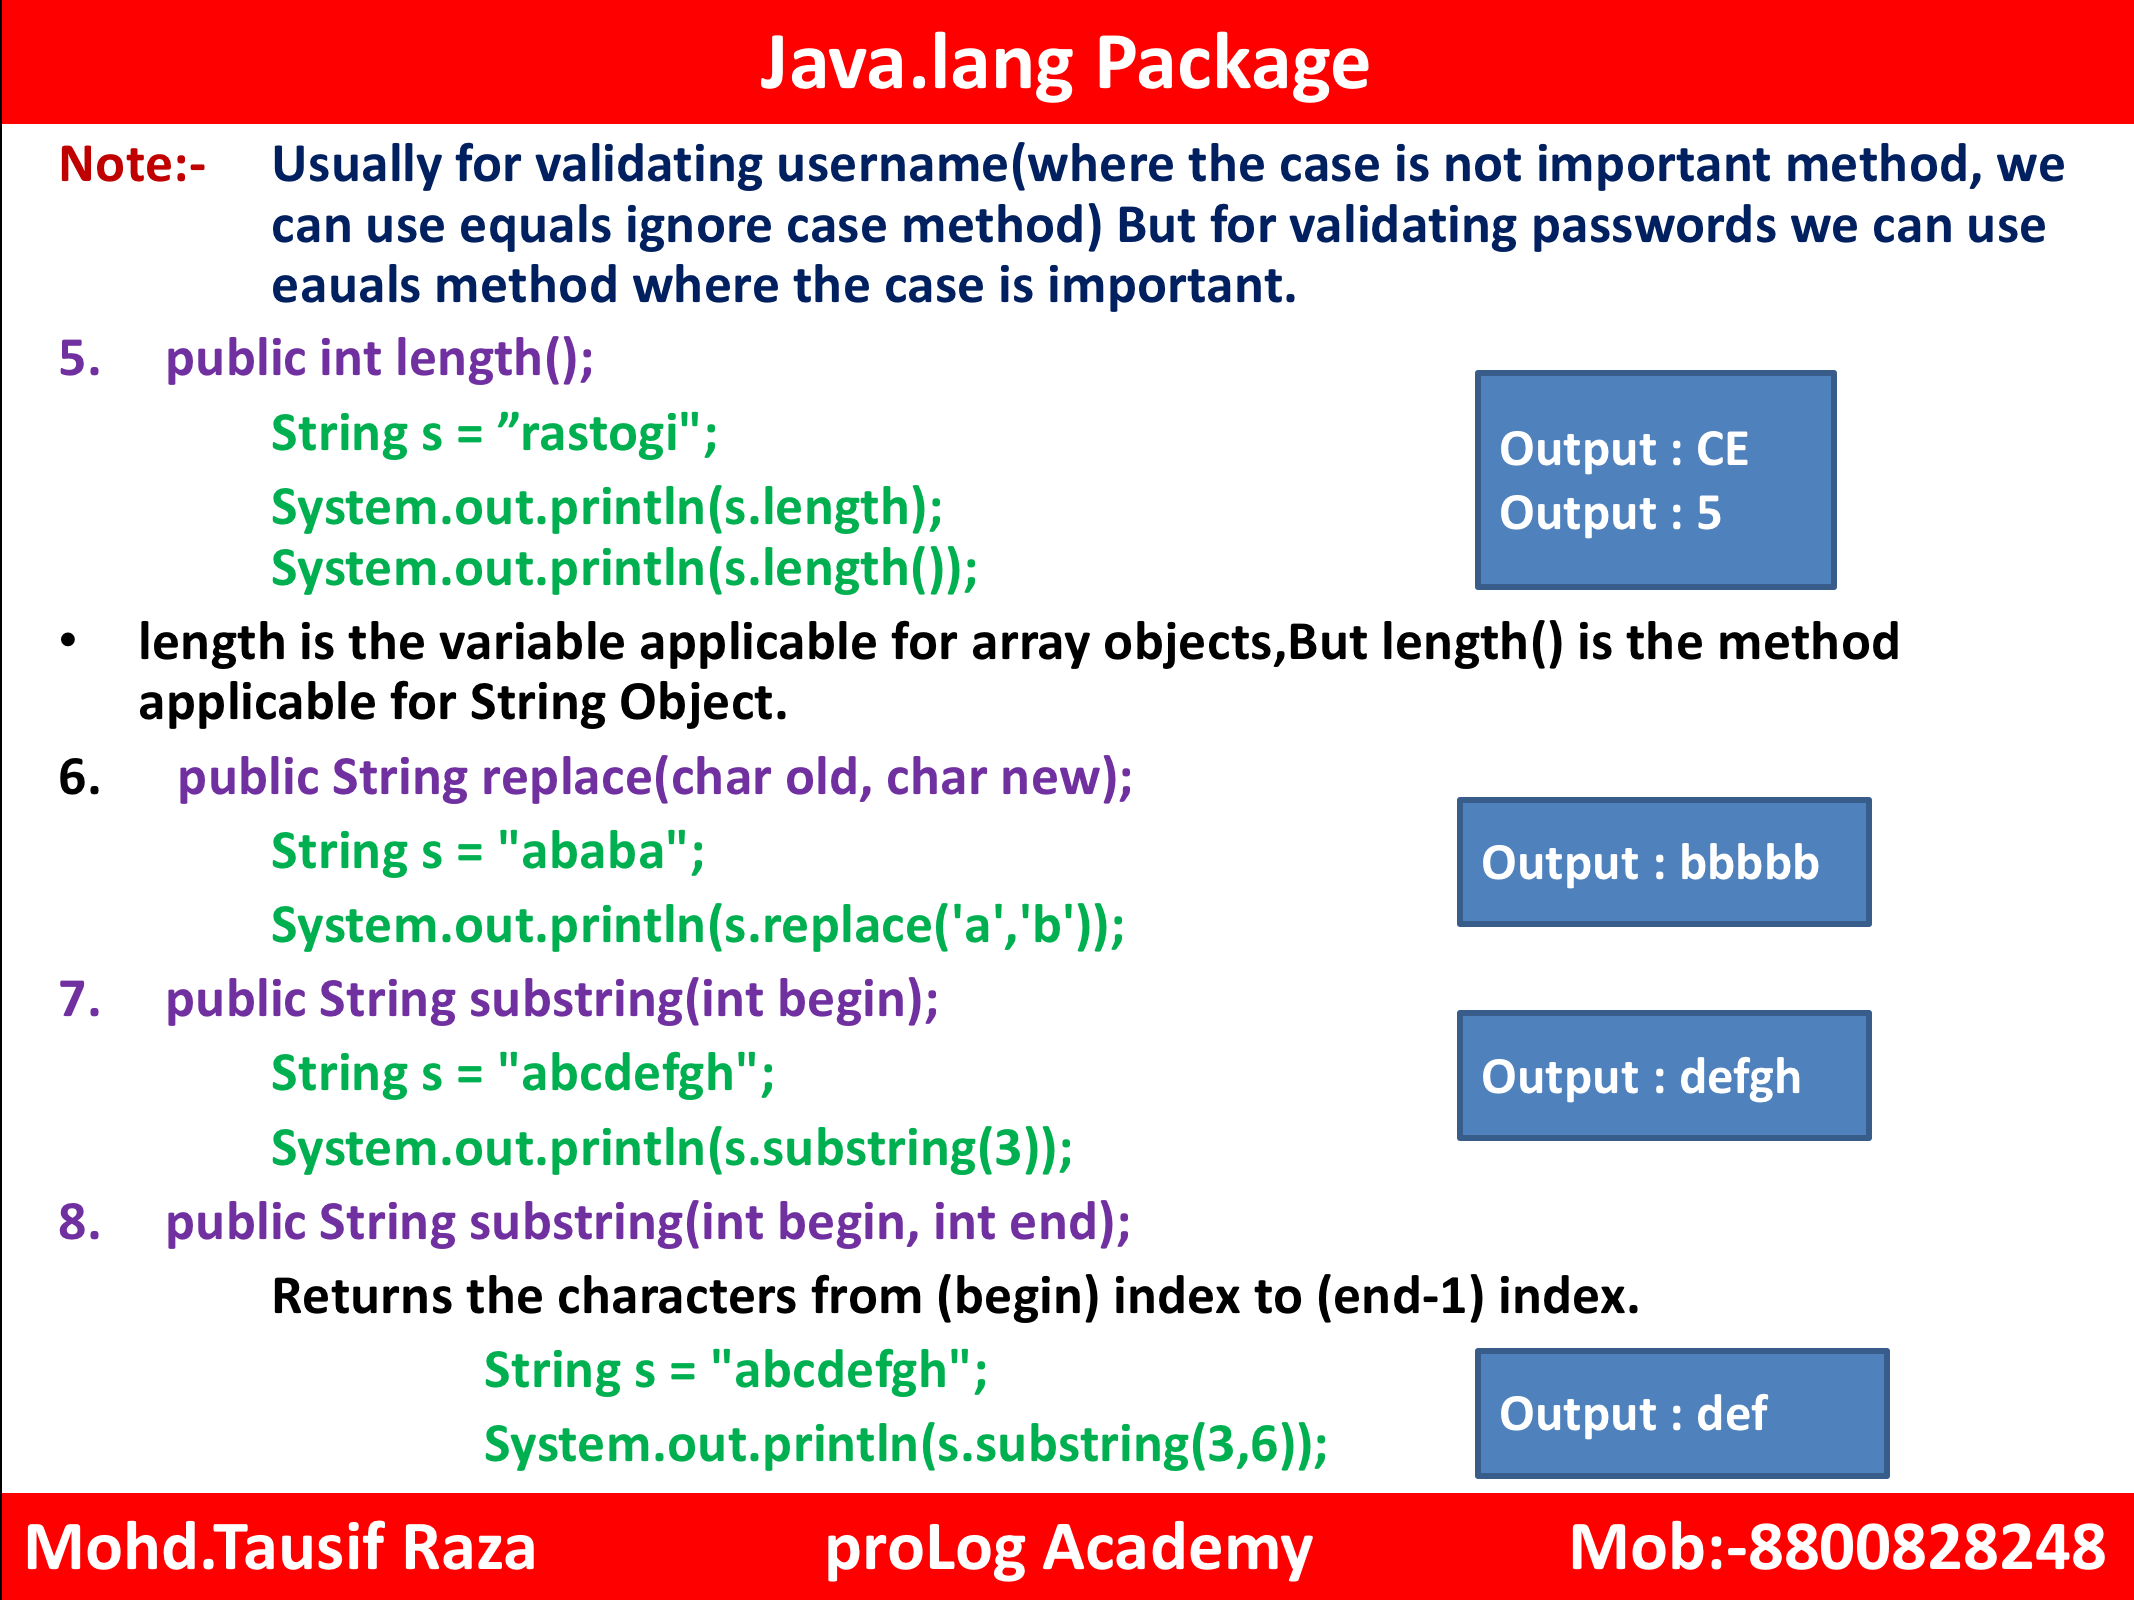 Java.lang Package
Note:- Usually for validating username(where the case is not important method, we
can use equals ignore case method) But for validating passwords we can use
eauals method where the case is important.
5. public int length();
String s = ”rastogi";
System.out.println(s.length);
System.out.println(s.length());
Output : CE
Output : 5
• length is the variable applicable for array objects,But length() is the method
applicable for String Object.
6. public String replace(char old, char new);
String s = "ababa";
System.out.println(s.replace('a','b'));
Output : bbbbb
7. public String substring(int begin);
String s = "abcdefgh";
System.out.println(s.substring(3));
Output : defgh
8. public String substring(int begin, int end);
Returns the characters from (begin) index to (end-1) index.
String s = "abcdefgh";
System.out.println(s.substring(3,6));
Output : def
Mohd.Tausif Raza proLog Academy Mob:-8800828248